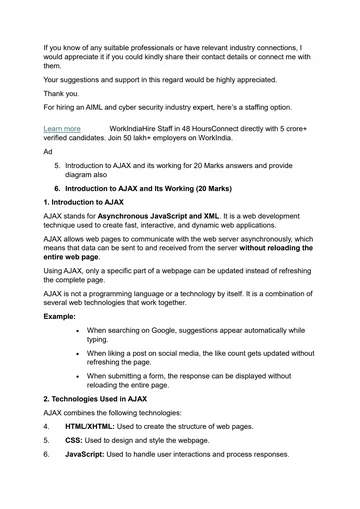 If you know of any suitable professionals or have relevant industry connections, I
would appreciate it if you could kindly share their contact details or connect me with
them.
Your suggestions and support in this regard would be highly appreciated.
Thank you.
For hiring an AIML and cyber security industry expert, here’s a staffing option.
Learn more WorkIndiaHire Staff in 48 HoursConnect directly with 5 crore+
verified candidates. Join 50 lakh+ employers on WorkIndia.
Ad
5. Introduction to AJAX and its working for 20 Marks answers and provide
diagram also
6. Introduction to AJAX and Its Working (20 Marks)
1. Introduction to AJAX
AJAX stands for Asynchronous JavaScript and XML. It is a web development
technique used to create fast, interactive, and dynamic web applications.
AJAX allows web pages to communicate with the web server asynchronously, which
means that data can be sent to and received from the server without reloading the
entire web page.
Using AJAX, only a specific part of a webpage can be updated instead of refreshing
the complete page.
AJAX is not a programming language or a technology by itself. It is a combination of
several web technologies that work together.
Example:
• When searching on Google, suggestions appear automatically while
typing.
• When liking a post on social media, the like count gets updated without
refreshing the page.
• When submitting a form, the response can be displayed without
reloading the entire page.
2. Technologies Used in AJAX
AJAX combines the following technologies:
4. HTML/XHTML: Used to create the structure of web pages.
5. CSS: Used to design and style the webpage.
6. JavaScript: Used to handle user interactions and process responses.